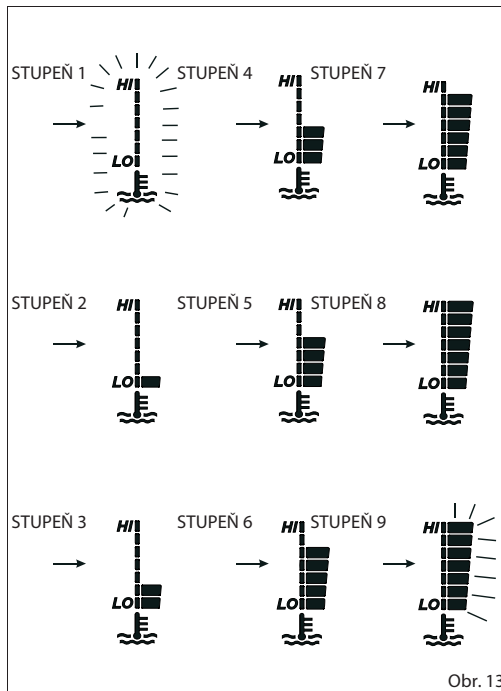 STUPEŇ 1 STUPEŇ 4 STUPEŇ 7
HI HI HI
LO LO LO
STUPEŇ 2 STUPEŇ 5 STUPEŇ 8
HI HI HI
LO LO LO
STUPEŇ 3 STUPEŇ 6 STUPEŇ 9
HI HI HI
LO LO LO
Obr. 13